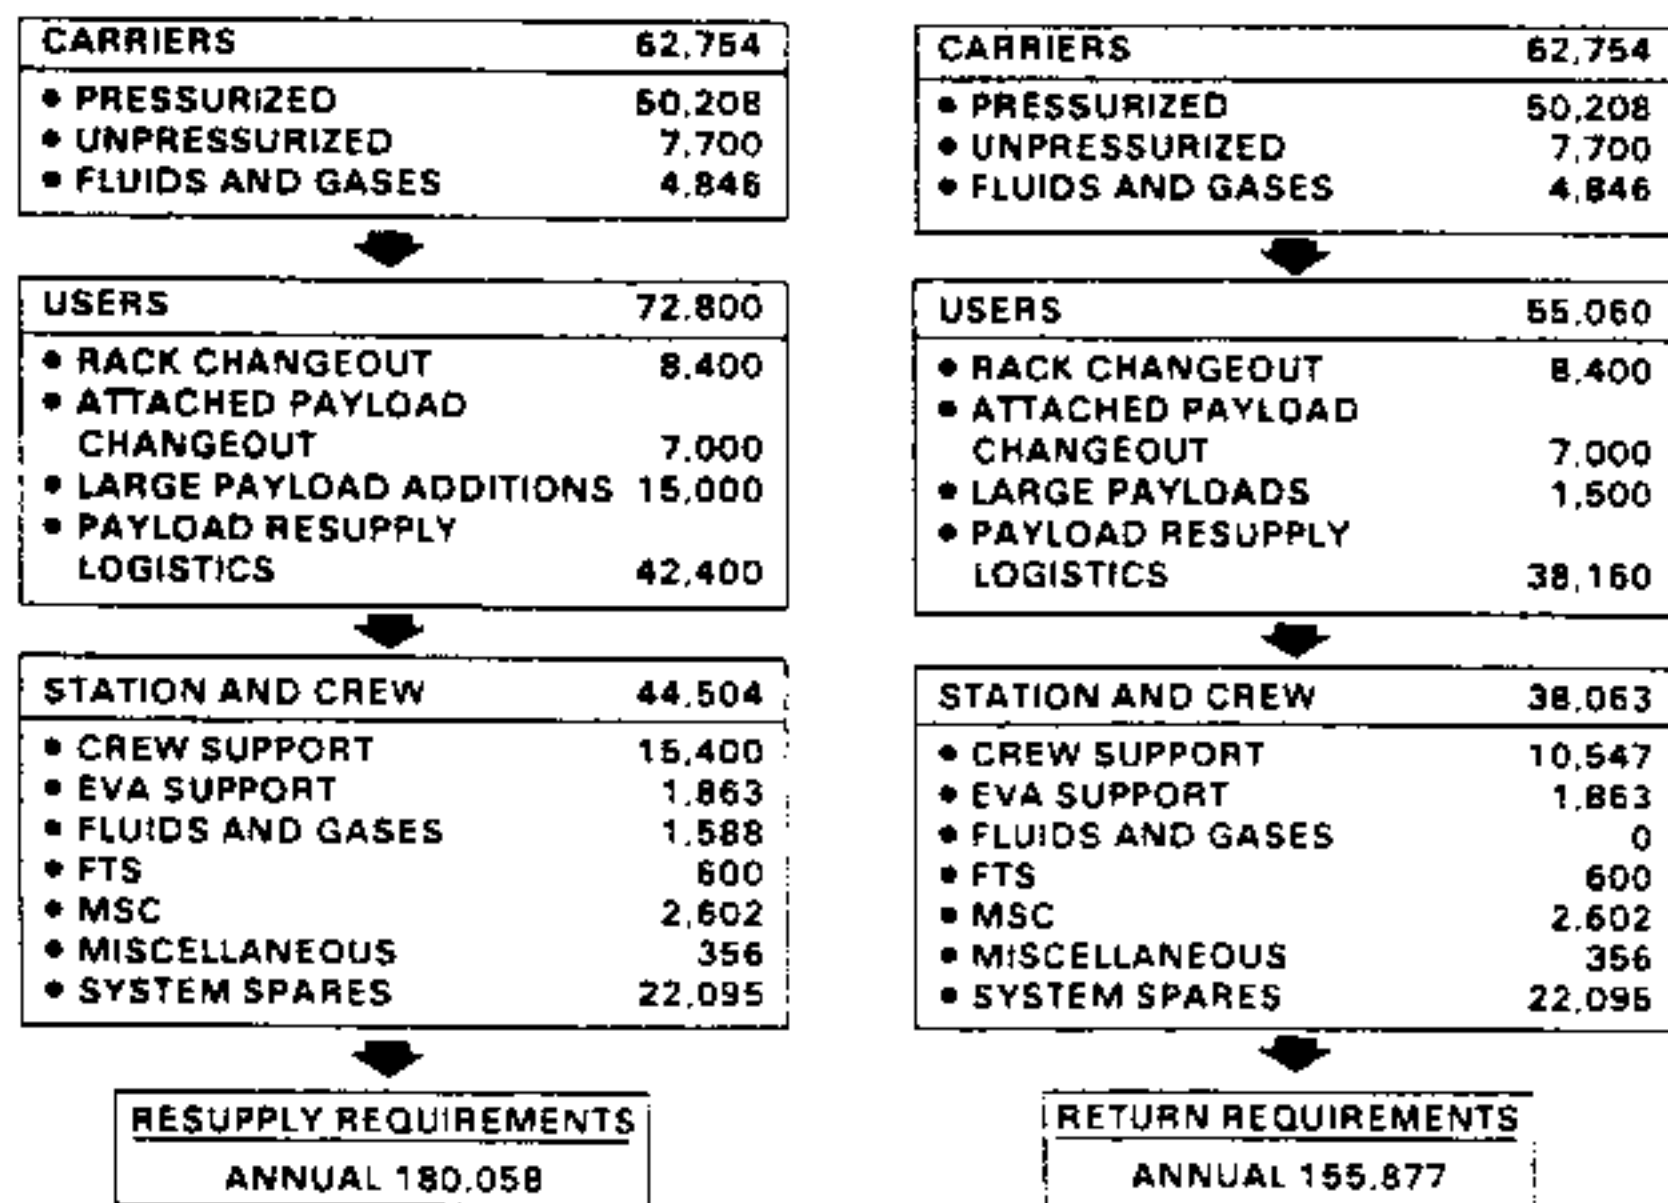 CARRIERS 62,754
• PRESSURIZED 50,208
• UNPRESSURIZED 7,700
• FLUIDS AND GASES 4,846
USERS 72,800
• RACK CHANGEOUT 8,400
• ATTACHED PAYLOAD
CHANGEOUT 7,000
• LARGE PAYLOAD ADDITIONS 15,000
• PAYLOAD RESUPPLY
LOGISTICS 42,400
STATION AND CREW 44,504
• CREW SUPPORT 15,400
• EVA SUPPORT 1,863
• FLUIDS AND GASES 1,588
• FTS 600
• MSC 2,602
• MISCELLANEOUS 356
• SYSTEM SPARES 22,095
RESUPPLY REQUIREMENTS
ANNUAL 180,058
CARRIERS 62,754
• PRESSURIZED 50,208
• UNPRESSURIZED 7,700
• FLUIDS AND GASES 4,846
USERS 55,060
• RACK CHANGEOUT 8,400
• ATTACHED PAYLOAD
CHANGEOUT 7,000
• LARGE PAYLOADS 1,500
• PAYLOAD RESUPPLY
LOGISTICS 38,160
STATION AND CREW 38,063
• CREW SUPPORT 10,547
• EVA SUPPORT 1,863
• FLUIDS AND GASES 0
• FTS 600
• MSC 2,602
• MISCELLANEOUS 356
• SYSTEM SPARES 22,095
RETURN REQUIREMENTS
ANNUAL 155,877